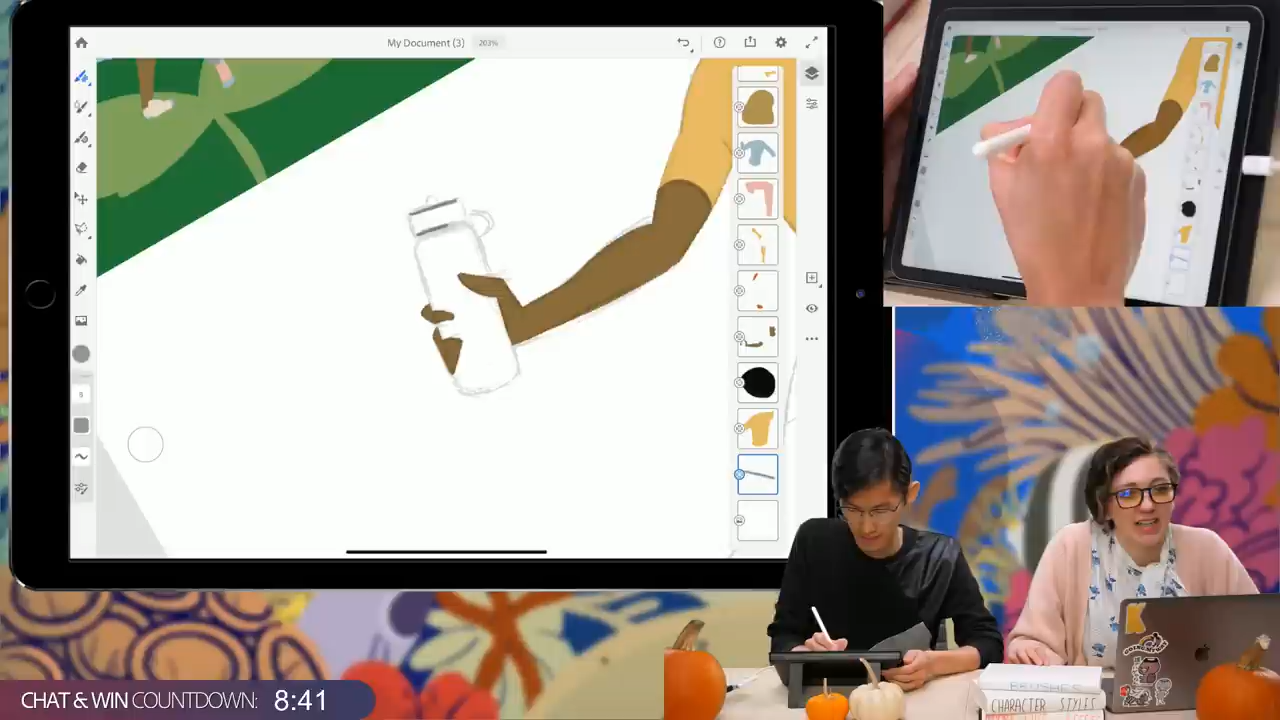 My Document (3) 203%
BRUSHES
CHARACTER STYLES
K
CHAT & WIN COUNTDOWN: 8:41